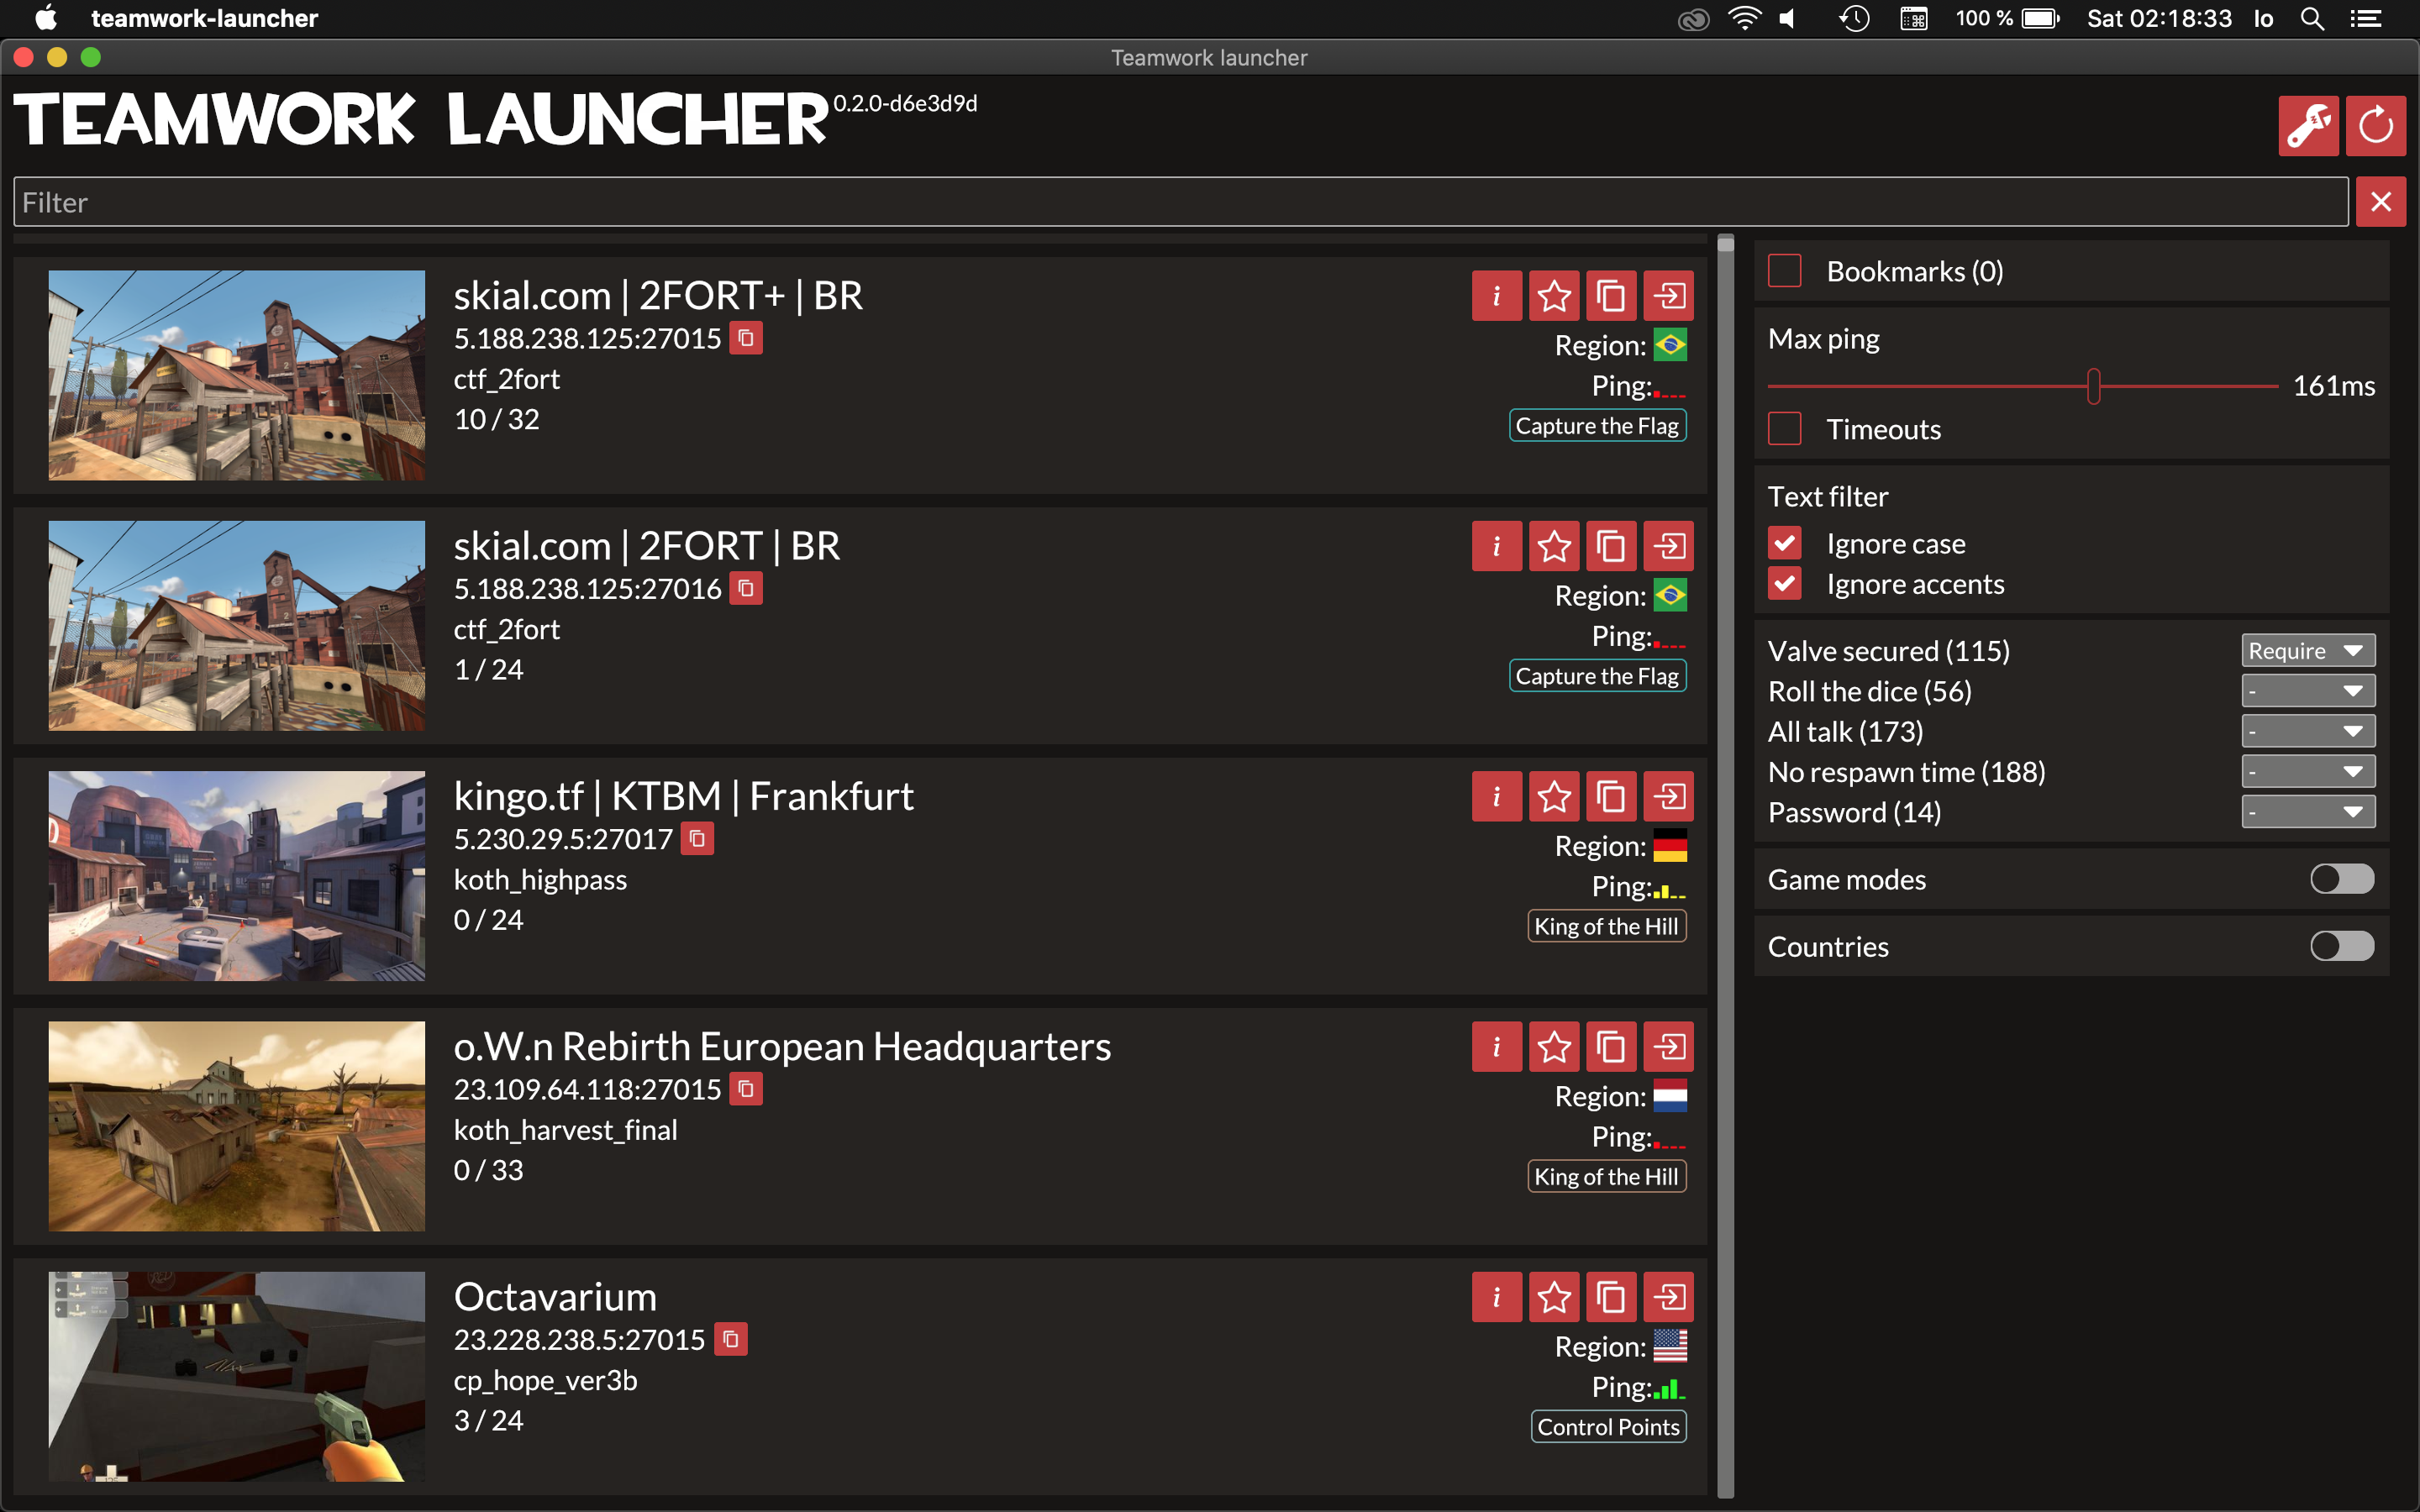 teamwork-launcher
100 %
Sat 02:18:33
Io
Teamwork launcher
TEAMWORK LAUNCHER
0.2.0-d6e3d9d
Filter
skial.com | 2FORT+ | BR
5.188.238.125:27015
ctf_2fort
10 / 32
Region:
Ping:
Capture the Flag
skial.com | 2FORT | BR
5.188.238.125:27016
ctf_2fort
1 / 24
Region:
Ping:
Capture the Flag
kingo.tf | KTBM | Frankfurt
5.230.29.5:27017
koth_highpass
0 / 24
Region:
Ping:
King of the Hill
o.W.n Rebirth European Headquarters
23.109.64.118:27015
koth_harvest_final
0 / 33
Region:
Ping:
King of the Hill
Octavarium
23.228.238.5:27015
cp_hope_ver3b
3 / 24
Region:
Ping:
Control Points
Bookmarks (0)
Max ping
161ms
Timeouts
Text filter
Ignore case
Ignore accents
Valve secured (115)
Require
Roll the dice (56)
-
All talk (173)
-
No respawn time (188)
-
Password (14)
-
Game modes
Countries